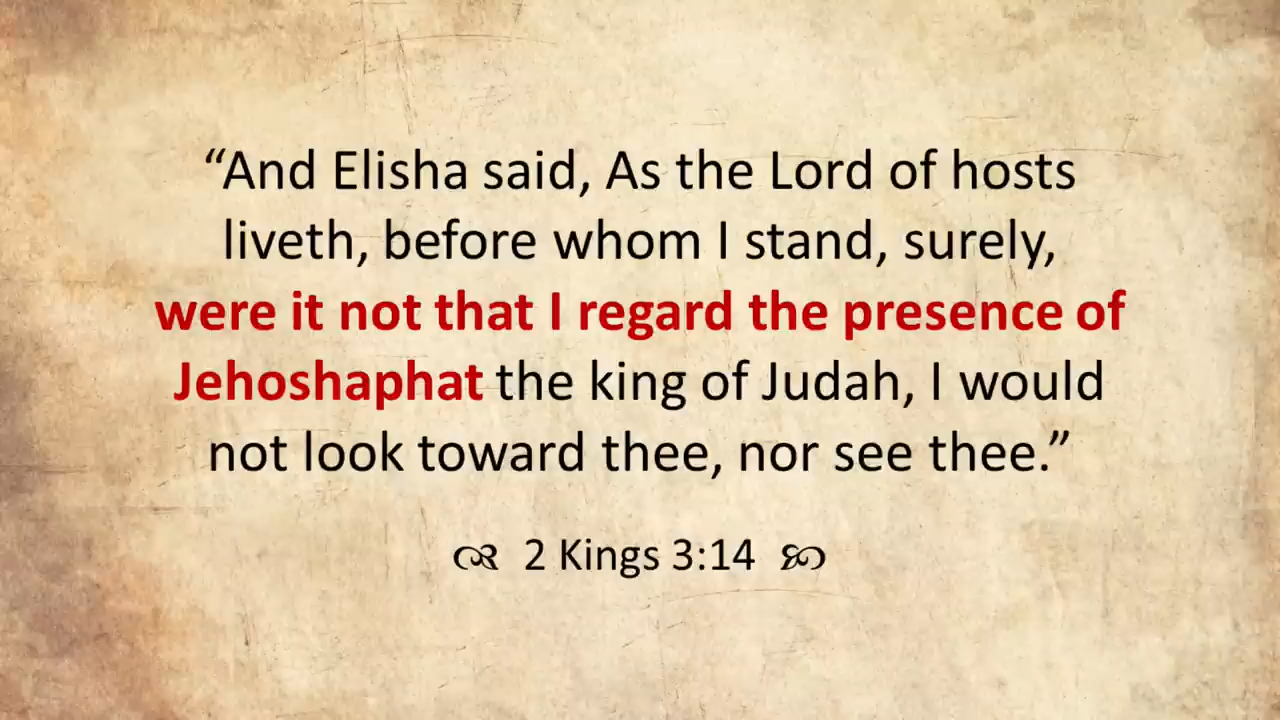 “And Elisha said, As the Lord of hosts
liveth, before whom I stand, surely,
were it not that I regard the presence of
Jehoshaphat the king of Judah, I would
not look toward thee, nor see thee.”
2 Kings 3:14